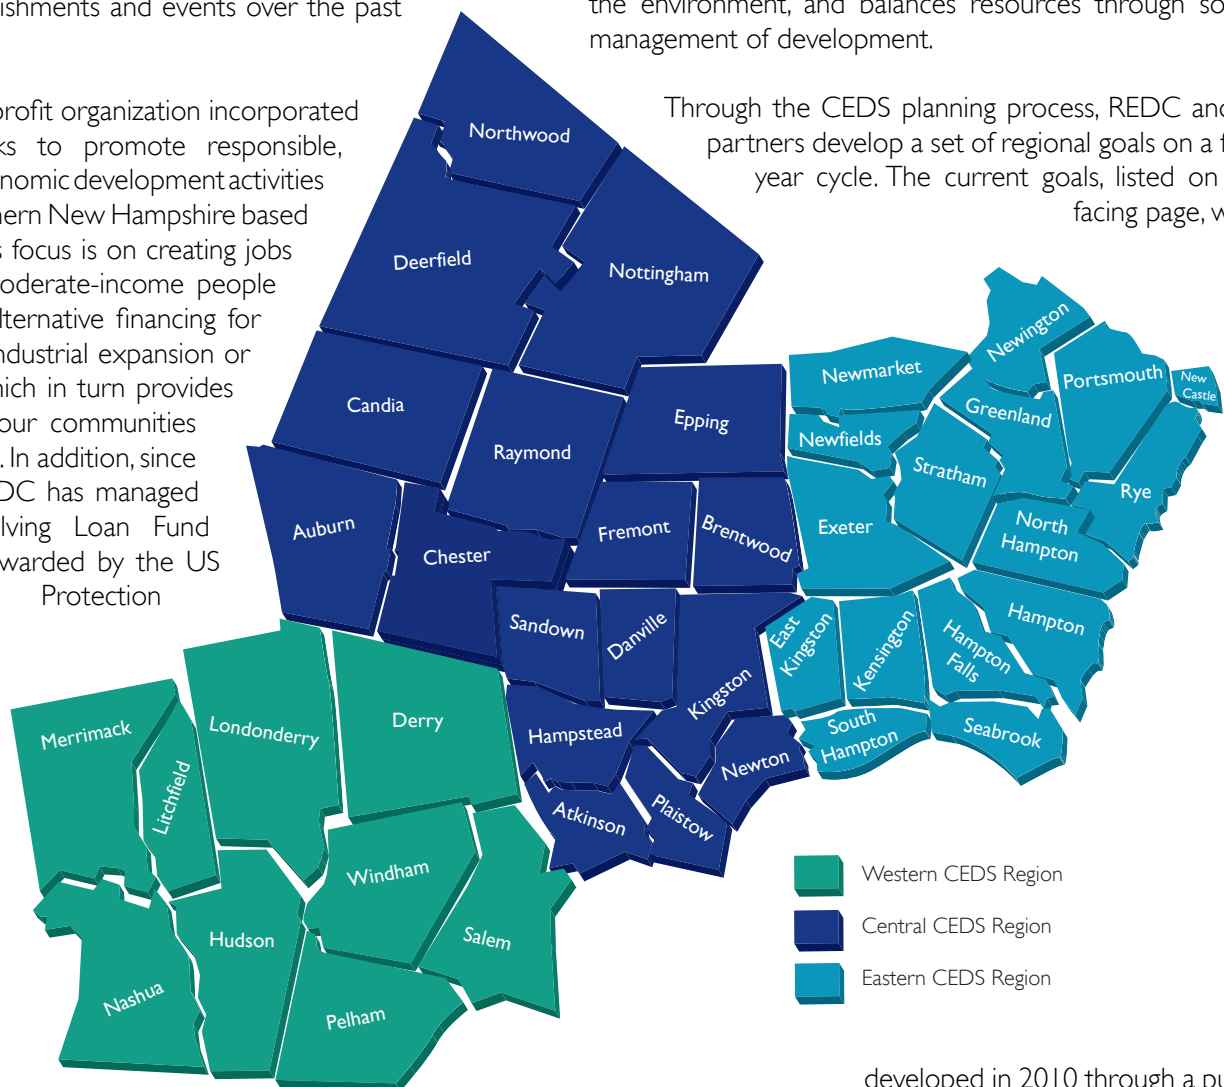 ishments and events over the past
profit organization incorporated
ks to promote responsible,
nomic development activities
hern New Hampshire based
s focus is on creating jobs
oderate-income people
lternative financing for
ndustrial expansion or
hich in turn provides
our communities
. In addition, since
DC has managed
lving Loan Fund
warded by the US
Protection
the environment, and balances resources through so
management of development.
Through the CEDS planning process, REDC and
partners develop a set of regional goals on a f
year cycle. The current goals, listed on
facing page, w
Northwood
Deerfield
Nottingham
Candia
Raymond
Epping
Auburn
Chester
Fremont
Brentwood
Sandown
Danville
Kingston
Hampstead
Newton
Atkinson
Plaistow
Newmarket
Newington
Portsmouth
New
Castle
Newfields
Greenland
Stratham
Rye
Exeter
North
Hampton
East
Kingston
Kensington
Hampton
Falls
Hampton
South
Hampton
Seabrook
Merrimack
Litchfield
Londonderry
Derry
Windham
Salem
Hudson
Nashua
Pelham
Western CEDS Region
Central CEDS Region
Eastern CEDS Region
developed in 2010 through a pu